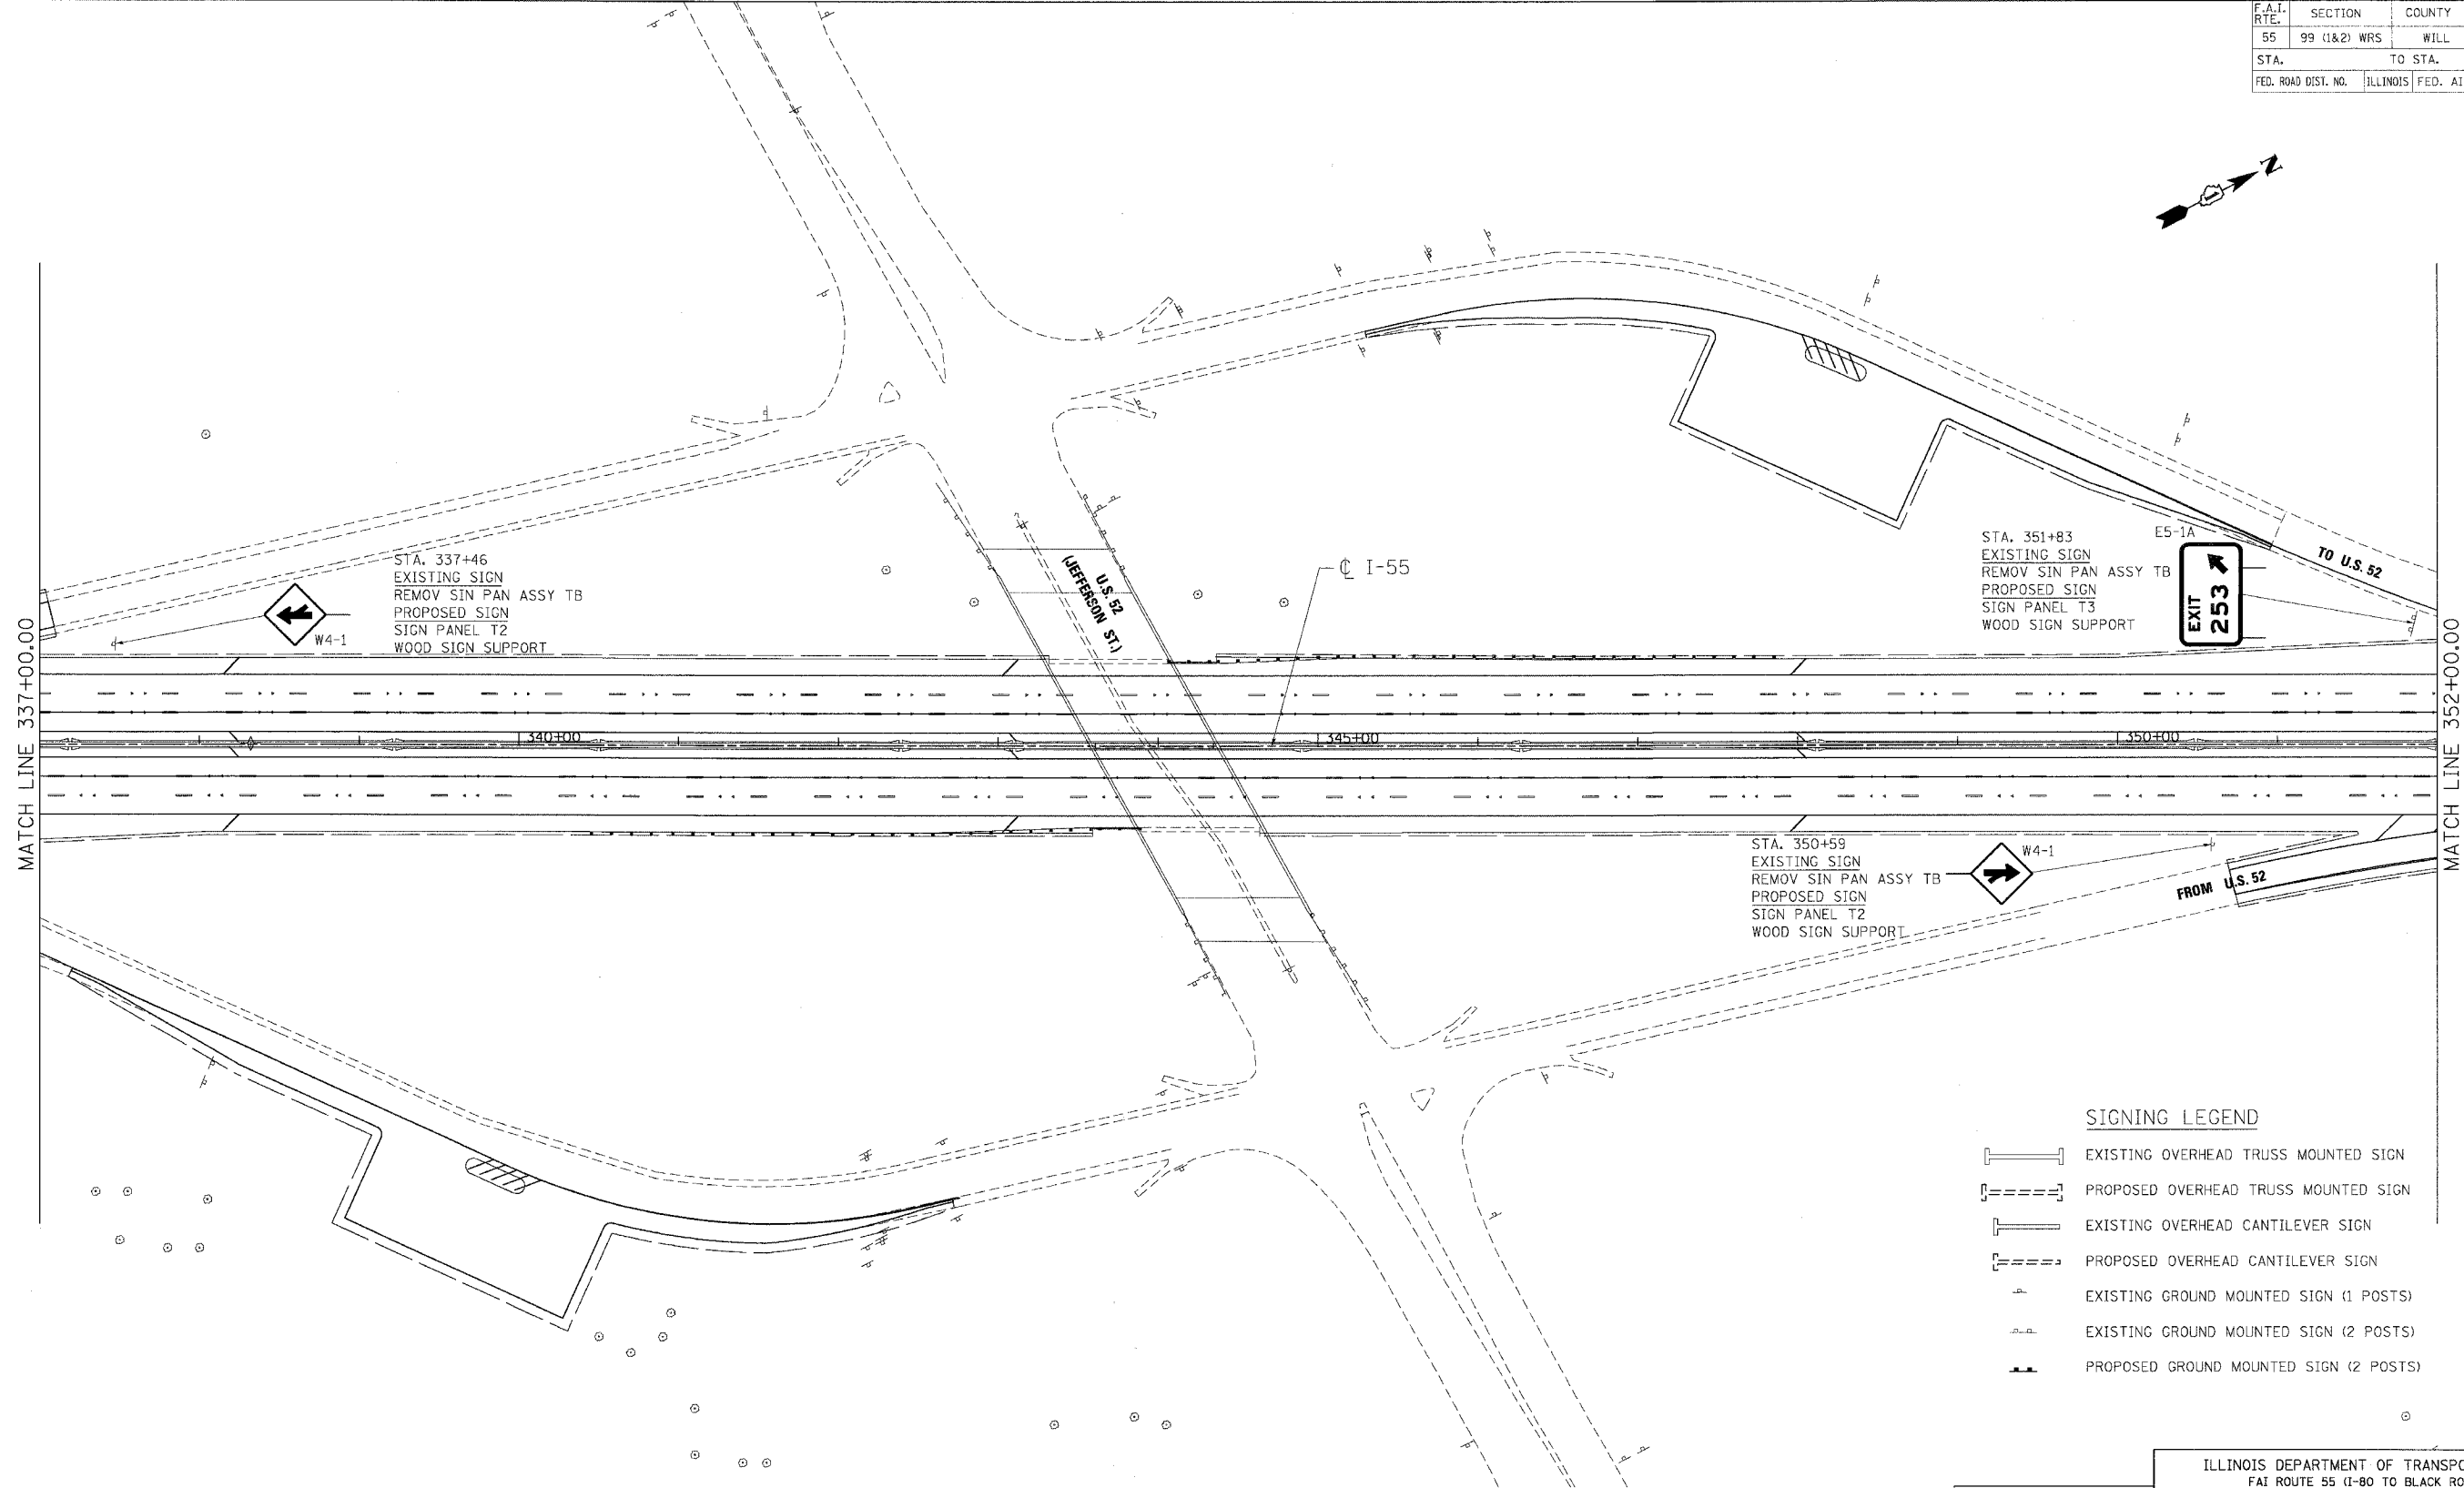 F.A.I. RTE. SECTION COUNTY
55 99 (1&2) WRS WILL
STA. TO STA.
FED. ROAD DIST. NO. ILLINOIS FED. AI
N
STA. 337+46
EXISTING SIGN
REMOV SIN PAN ASSY TB
PROPOSED SIGN
SIGN PANEL T2
WOOD SIGN SUPPORT
W4-1
U.S. 52
(JEFFERSON ST.)
℄ I-55
STA. 351+83
EXISTING SIGN
REMOV SIN PAN ASSY TB
PROPOSED SIGN
SIGN PANEL T3
WOOD SIGN SUPPORT
E5-1A
EXIT
253
TO U.S. 52
MATCH LINE 337+00.00
340+00
345+00
350+00
MATCH LINE 352+00.00
STA. 350+59
EXISTING SIGN
REMOV SIN PAN ASSY TB
PROPOSED SIGN
SIGN PANEL T2
WOOD SIGN SUPPORT
W4-1
FROM U.S. 52
SIGNING LEGEND
EXISTING OVERHEAD TRUSS MOUNTED SIGN
PROPOSED OVERHEAD TRUSS MOUNTED SIGN
EXISTING OVERHEAD CANTILEVER SIGN
PROPOSED OVERHEAD CANTILEVER SIGN
EXISTING GROUND MOUNTED SIGN (1 POSTS)
EXISTING GROUND MOUNTED SIGN (2 POSTS)
PROPOSED GROUND MOUNTED SIGN (2 POSTS)
ILLINOIS DEPARTMENT OF TRANSPO
FAI ROUTE 55 (I-80 TO BLACK RO